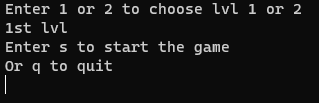 Enter 1 or 2 to choose lvl 1 or 2
1st lvl
Enter s to start the game
Or q to quit